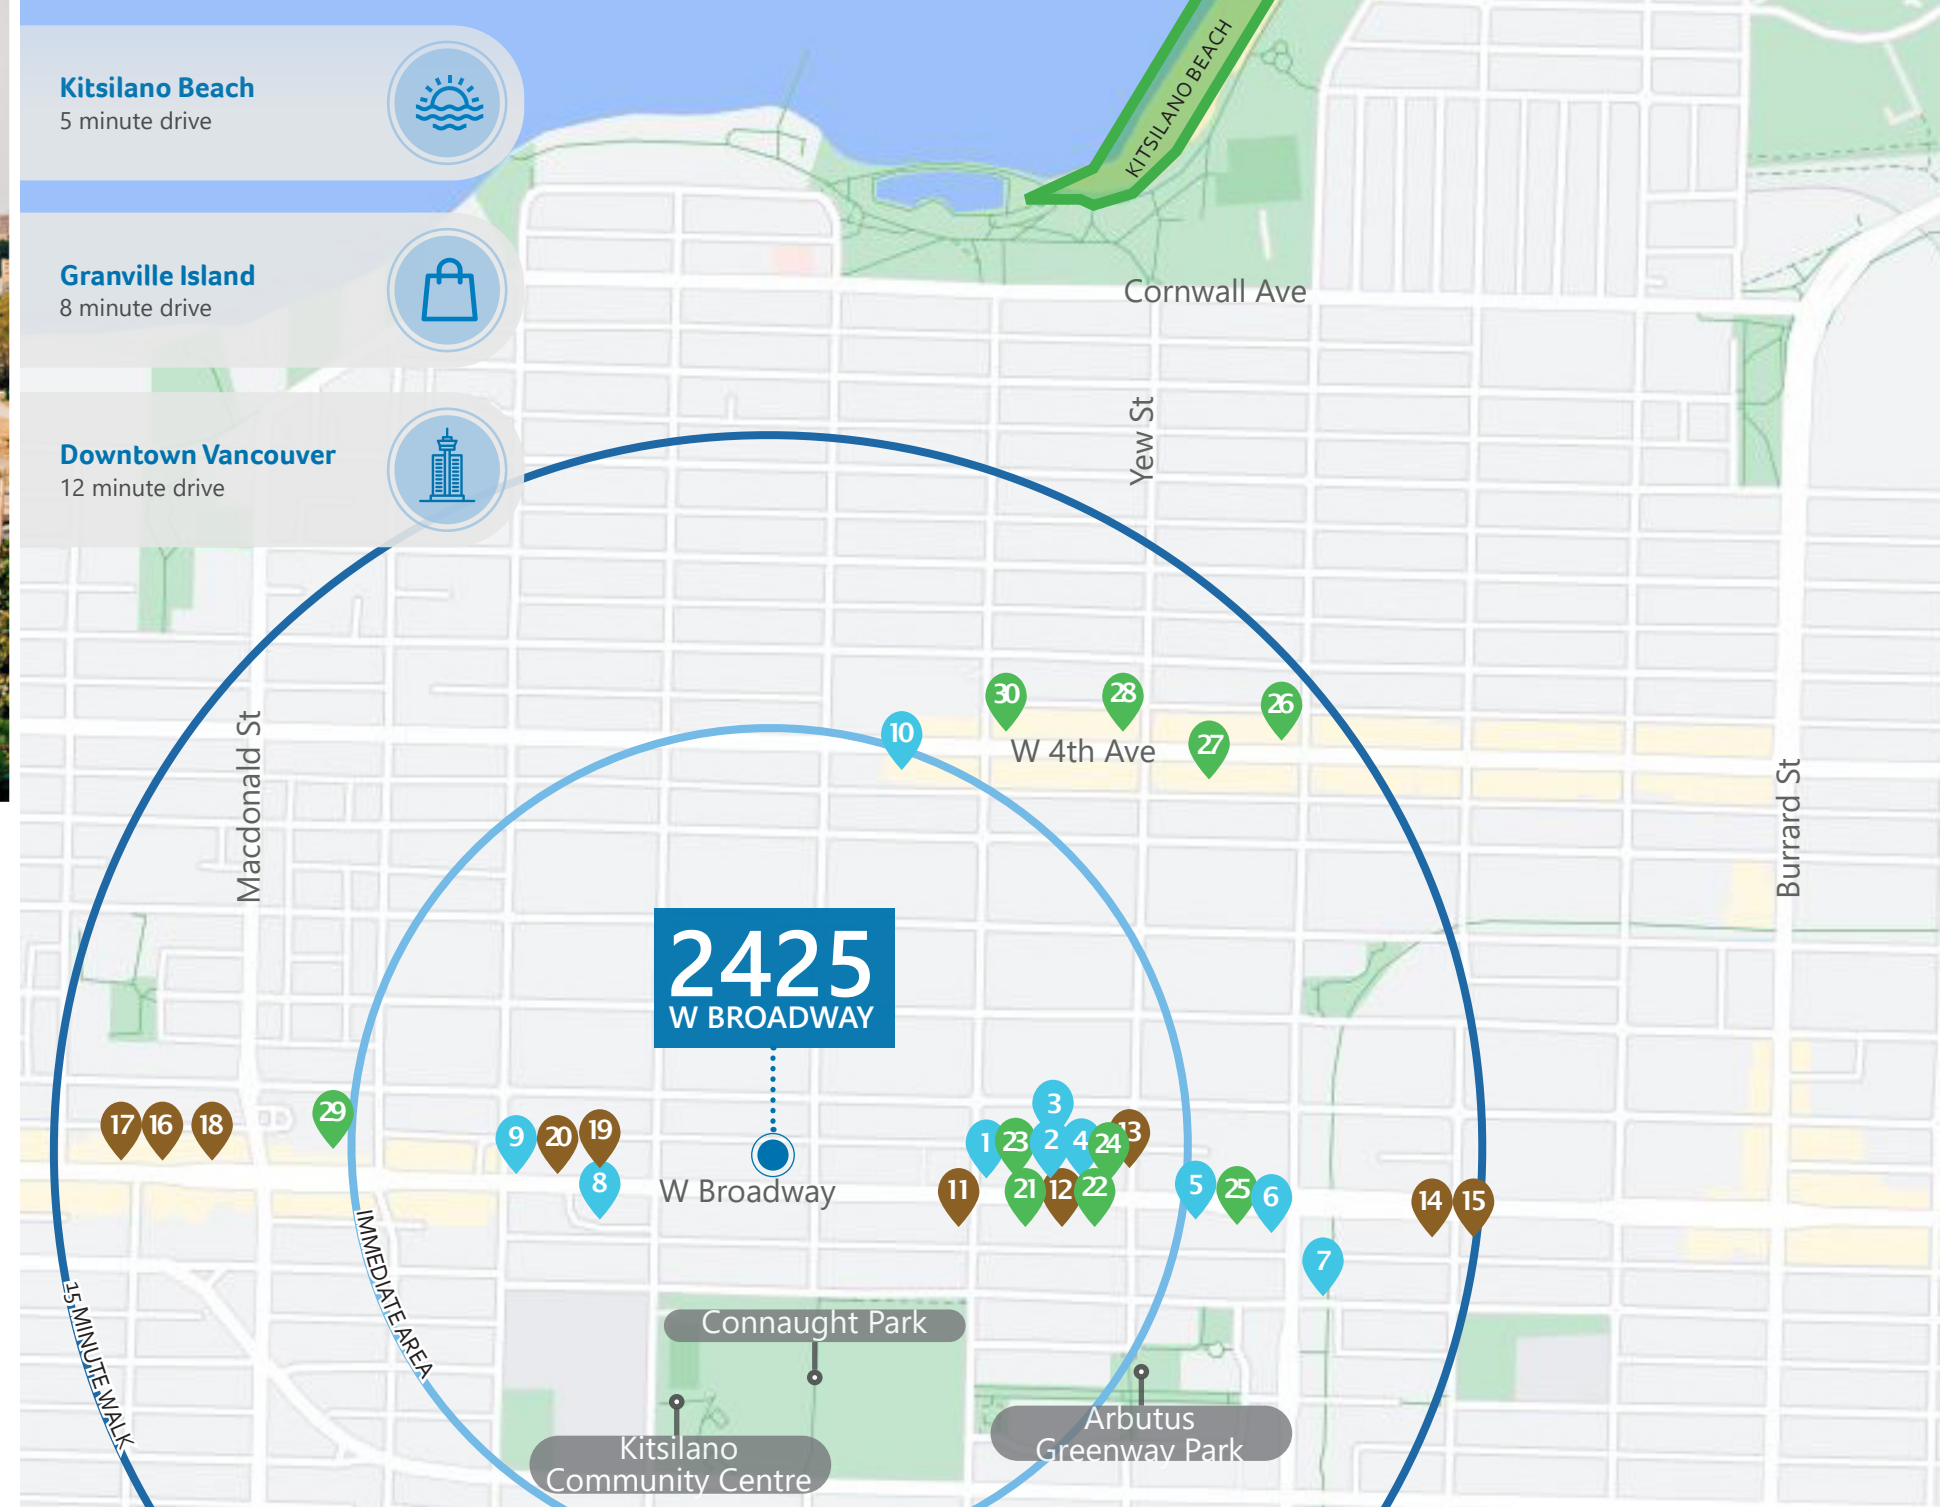 Kitsilano Beach
5 minute drive
Granville Island
8 minute drive
Downtown Vancouver
12 minute drive
KITSILANO BEACH
Cornwall Ave
Yew St
30
28
26
10
27
W 4th Ave
Macdonald St
Burrard St
2425
W BROADWAY
17
16
18
29
9
20
19
8
W Broadway
3
1
23
2
4
24
13
11
21
12
22
5
25
6
14
15
7
IMMEDIATE AREA
15 MINUTE WALK
Connaught Park
Kitsilano
Community Centre
Arbutus
Greenway Park